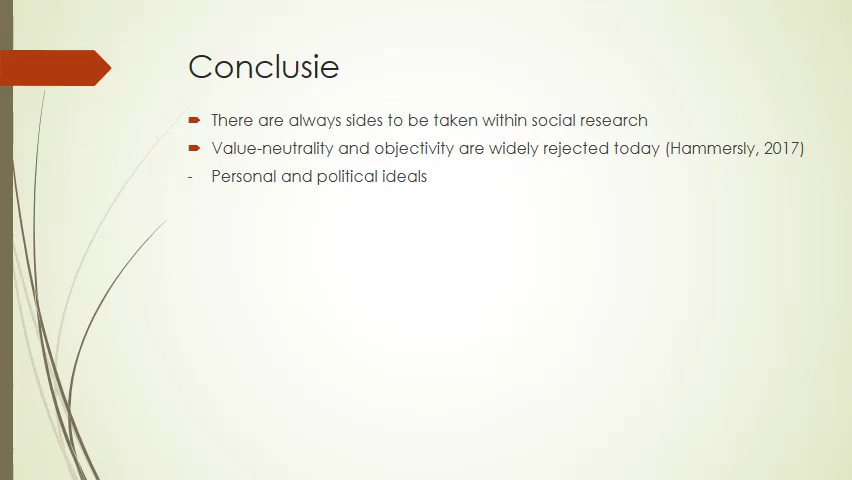 Conclusie
There are always sides to be taken within social research
Value-neutrality and objectivity are widely rejected today (Hammersly, 2017)
- Personal and political ideals